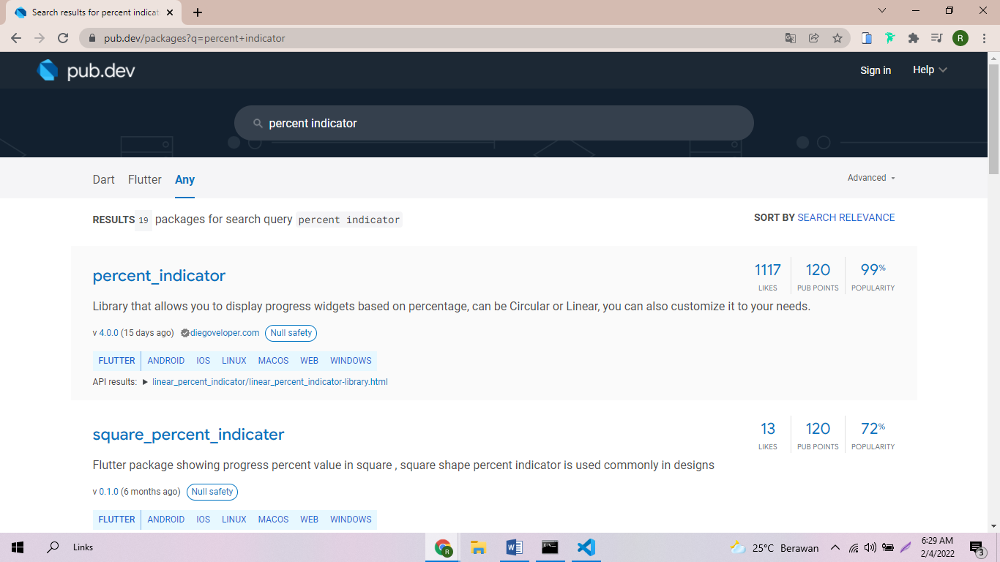 Search results for percent indicat
pub.dev/packages?q=percent+indicator
R
pub.dev
Sign in
Help
percent indicator
Dart Flutter Any
Advanced
RESULTS 19 packages for search query percent indicator
SORT BY SEARCH RELEVANCE
percent_indicator
1117 120 99%
LIKES PUB POINTS POPULARITY
Library that allows you to display progress widgets based on percentage, can be Circular or Linear, you can also customize it to your needs.
v 4.0.0 (15 days ago) diegoveloper.com Null safety
FLUTTER ANDROID IOS LINUX MACOS WEB WINDOWS
API results: linear_percent_indicator/linear_percent_indicator-library.html
square_percent_indicater
13 120 72%
LIKES PUB POINTS POPULARITY
Flutter package showing progress percent value in square , square shape percent indicator is used commonly in designs
v 0.1.0 (6 months ago) Null safety
FLUTTER ANDROID IOS LINUX MACOS WEB WINDOWS
Links
R
25°C Berawan
6:29 AM
2/4/2022
3